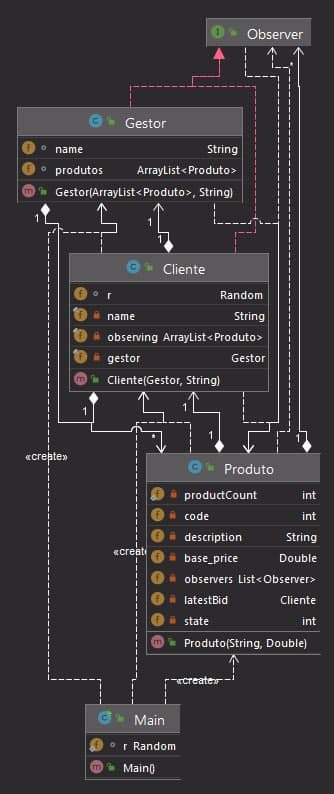 I Observer
C Gestor
f name String
f produtos ArrayList<Produto>
m Gestor(ArrayList<Produto>, String)
1
1
1
C Cliente
f r Random
f name String
f observing ArrayList<Produto>
f gestor Gestor
m Cliente(Gestor, String)
1
1
1
1
*
*
«create»
C Produto
f productCount int
f code int
f description String
f base_price Double
f observers List<Observer>
f latestBid Cliente
f state int
m Produto(String, Double)
«create»
«create»
C Main
f r Random
m Main()